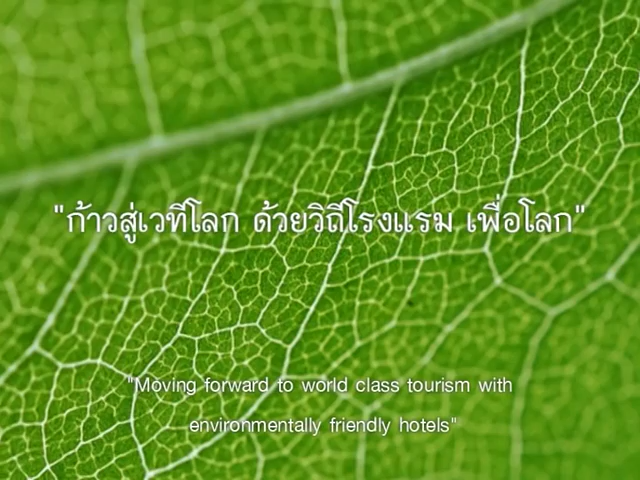 "ก้าวสู่เวทีโลก ด้วยวิถีโรงแรม เพื่อโลก"
"Moving forward to world class tourism with
environmentally friendly hotels"